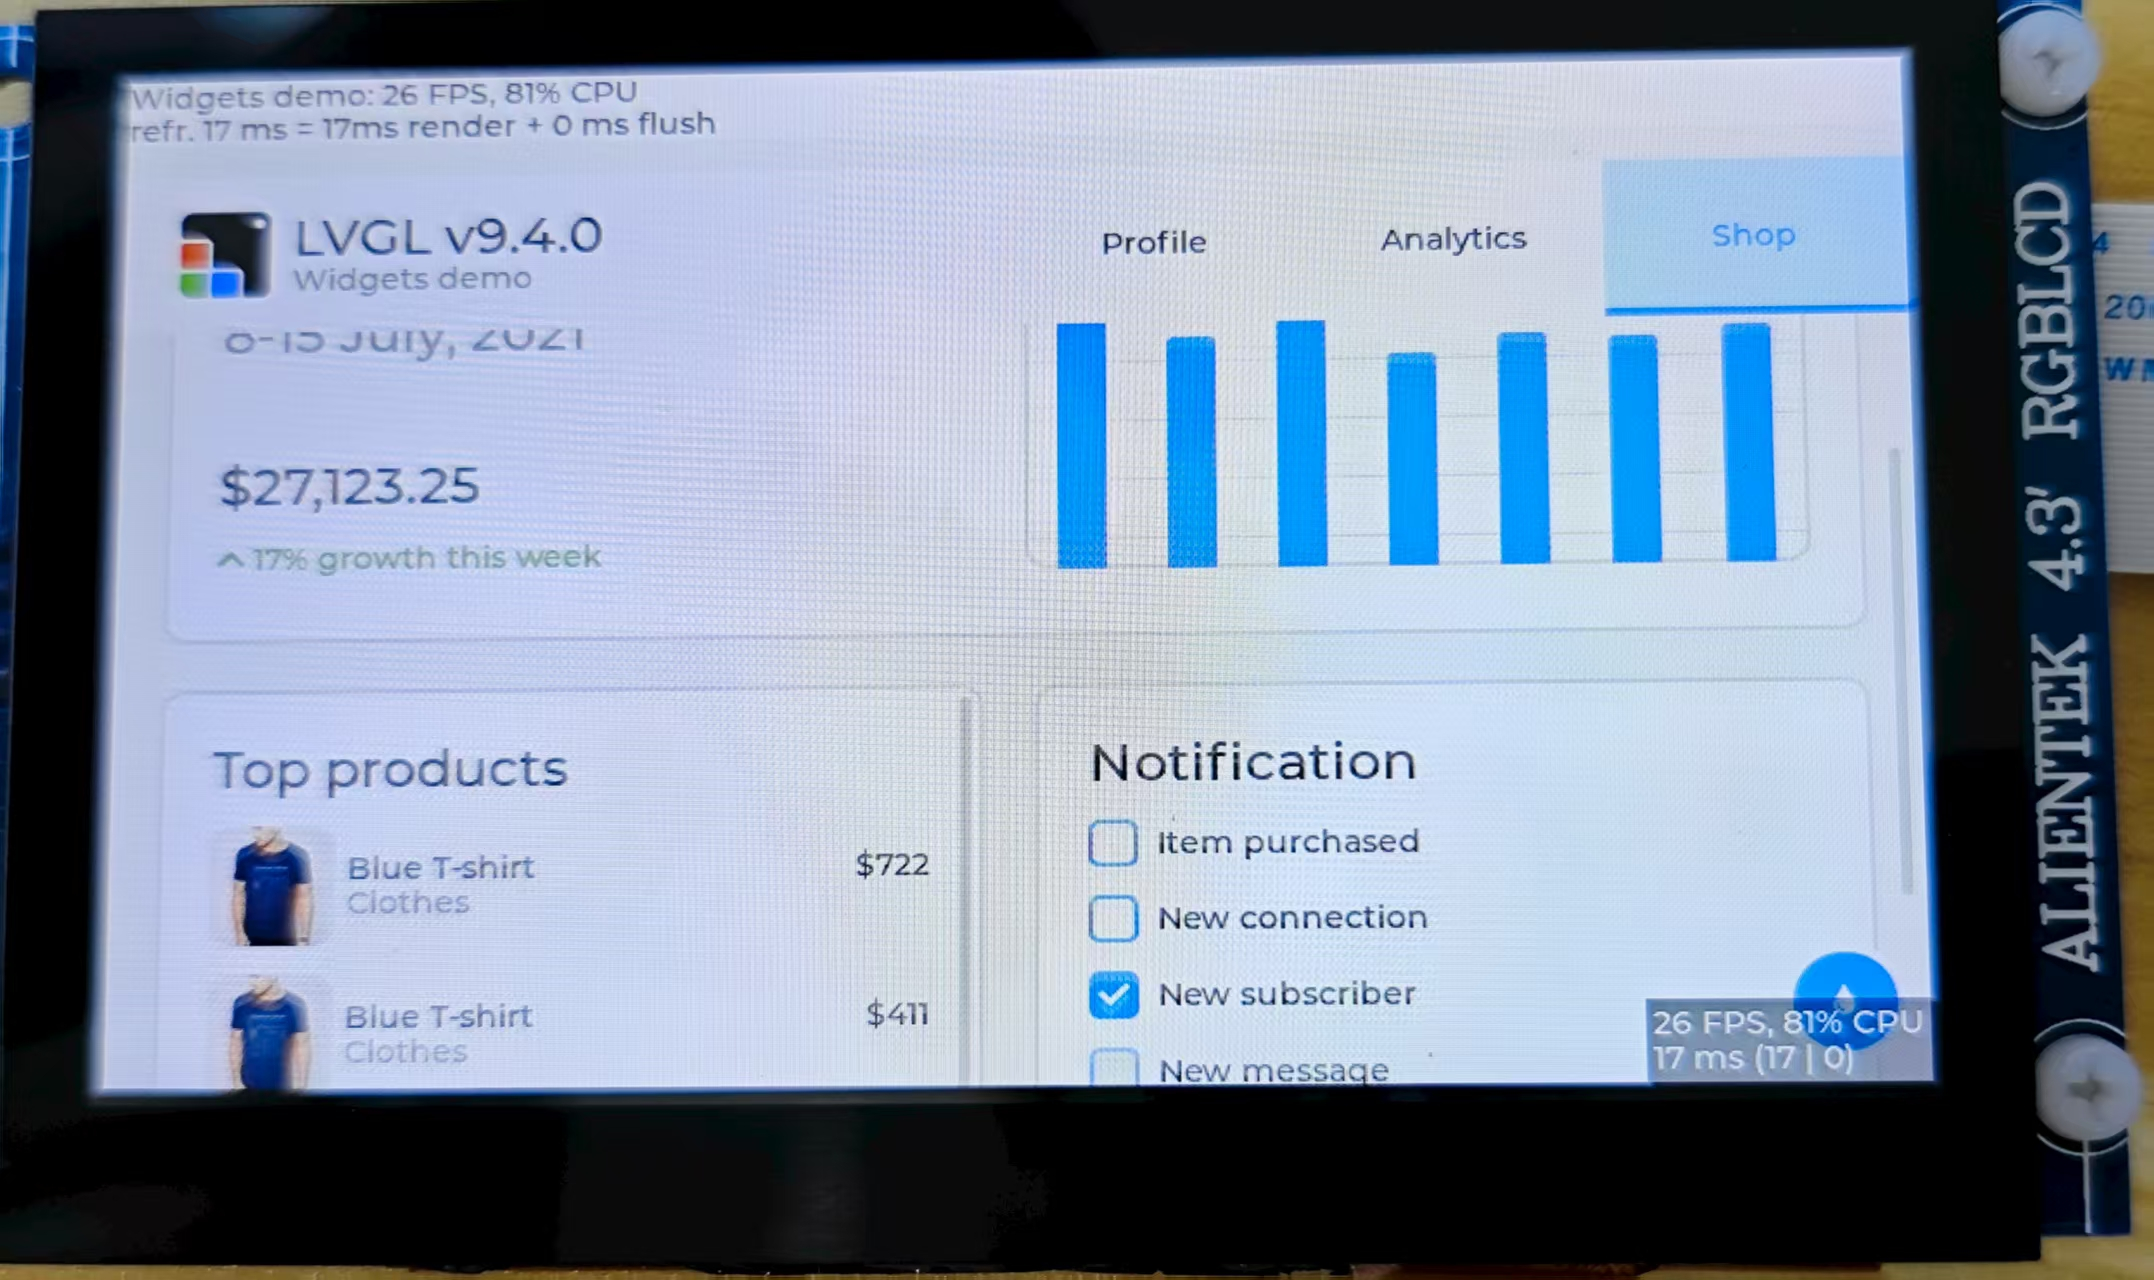 Widgets demo: 26 FPS, 81% CPU
refr. 17 ms = 17ms render + 0 ms flush
LVGL v9.4.0
Widgets demo
Profile
Analytics
Shop
July, 2021
$27,123.25
17% growth this week
Top products
Blue T-shirt
Clothes
$722
Blue T-shirt
Clothes
$411
Notification
Item purchased
New connection
New subscriber
New message
26 FPS, 81% CPU
17 ms (17 | 0)
ALIENTEK 4.3' RGBLCD